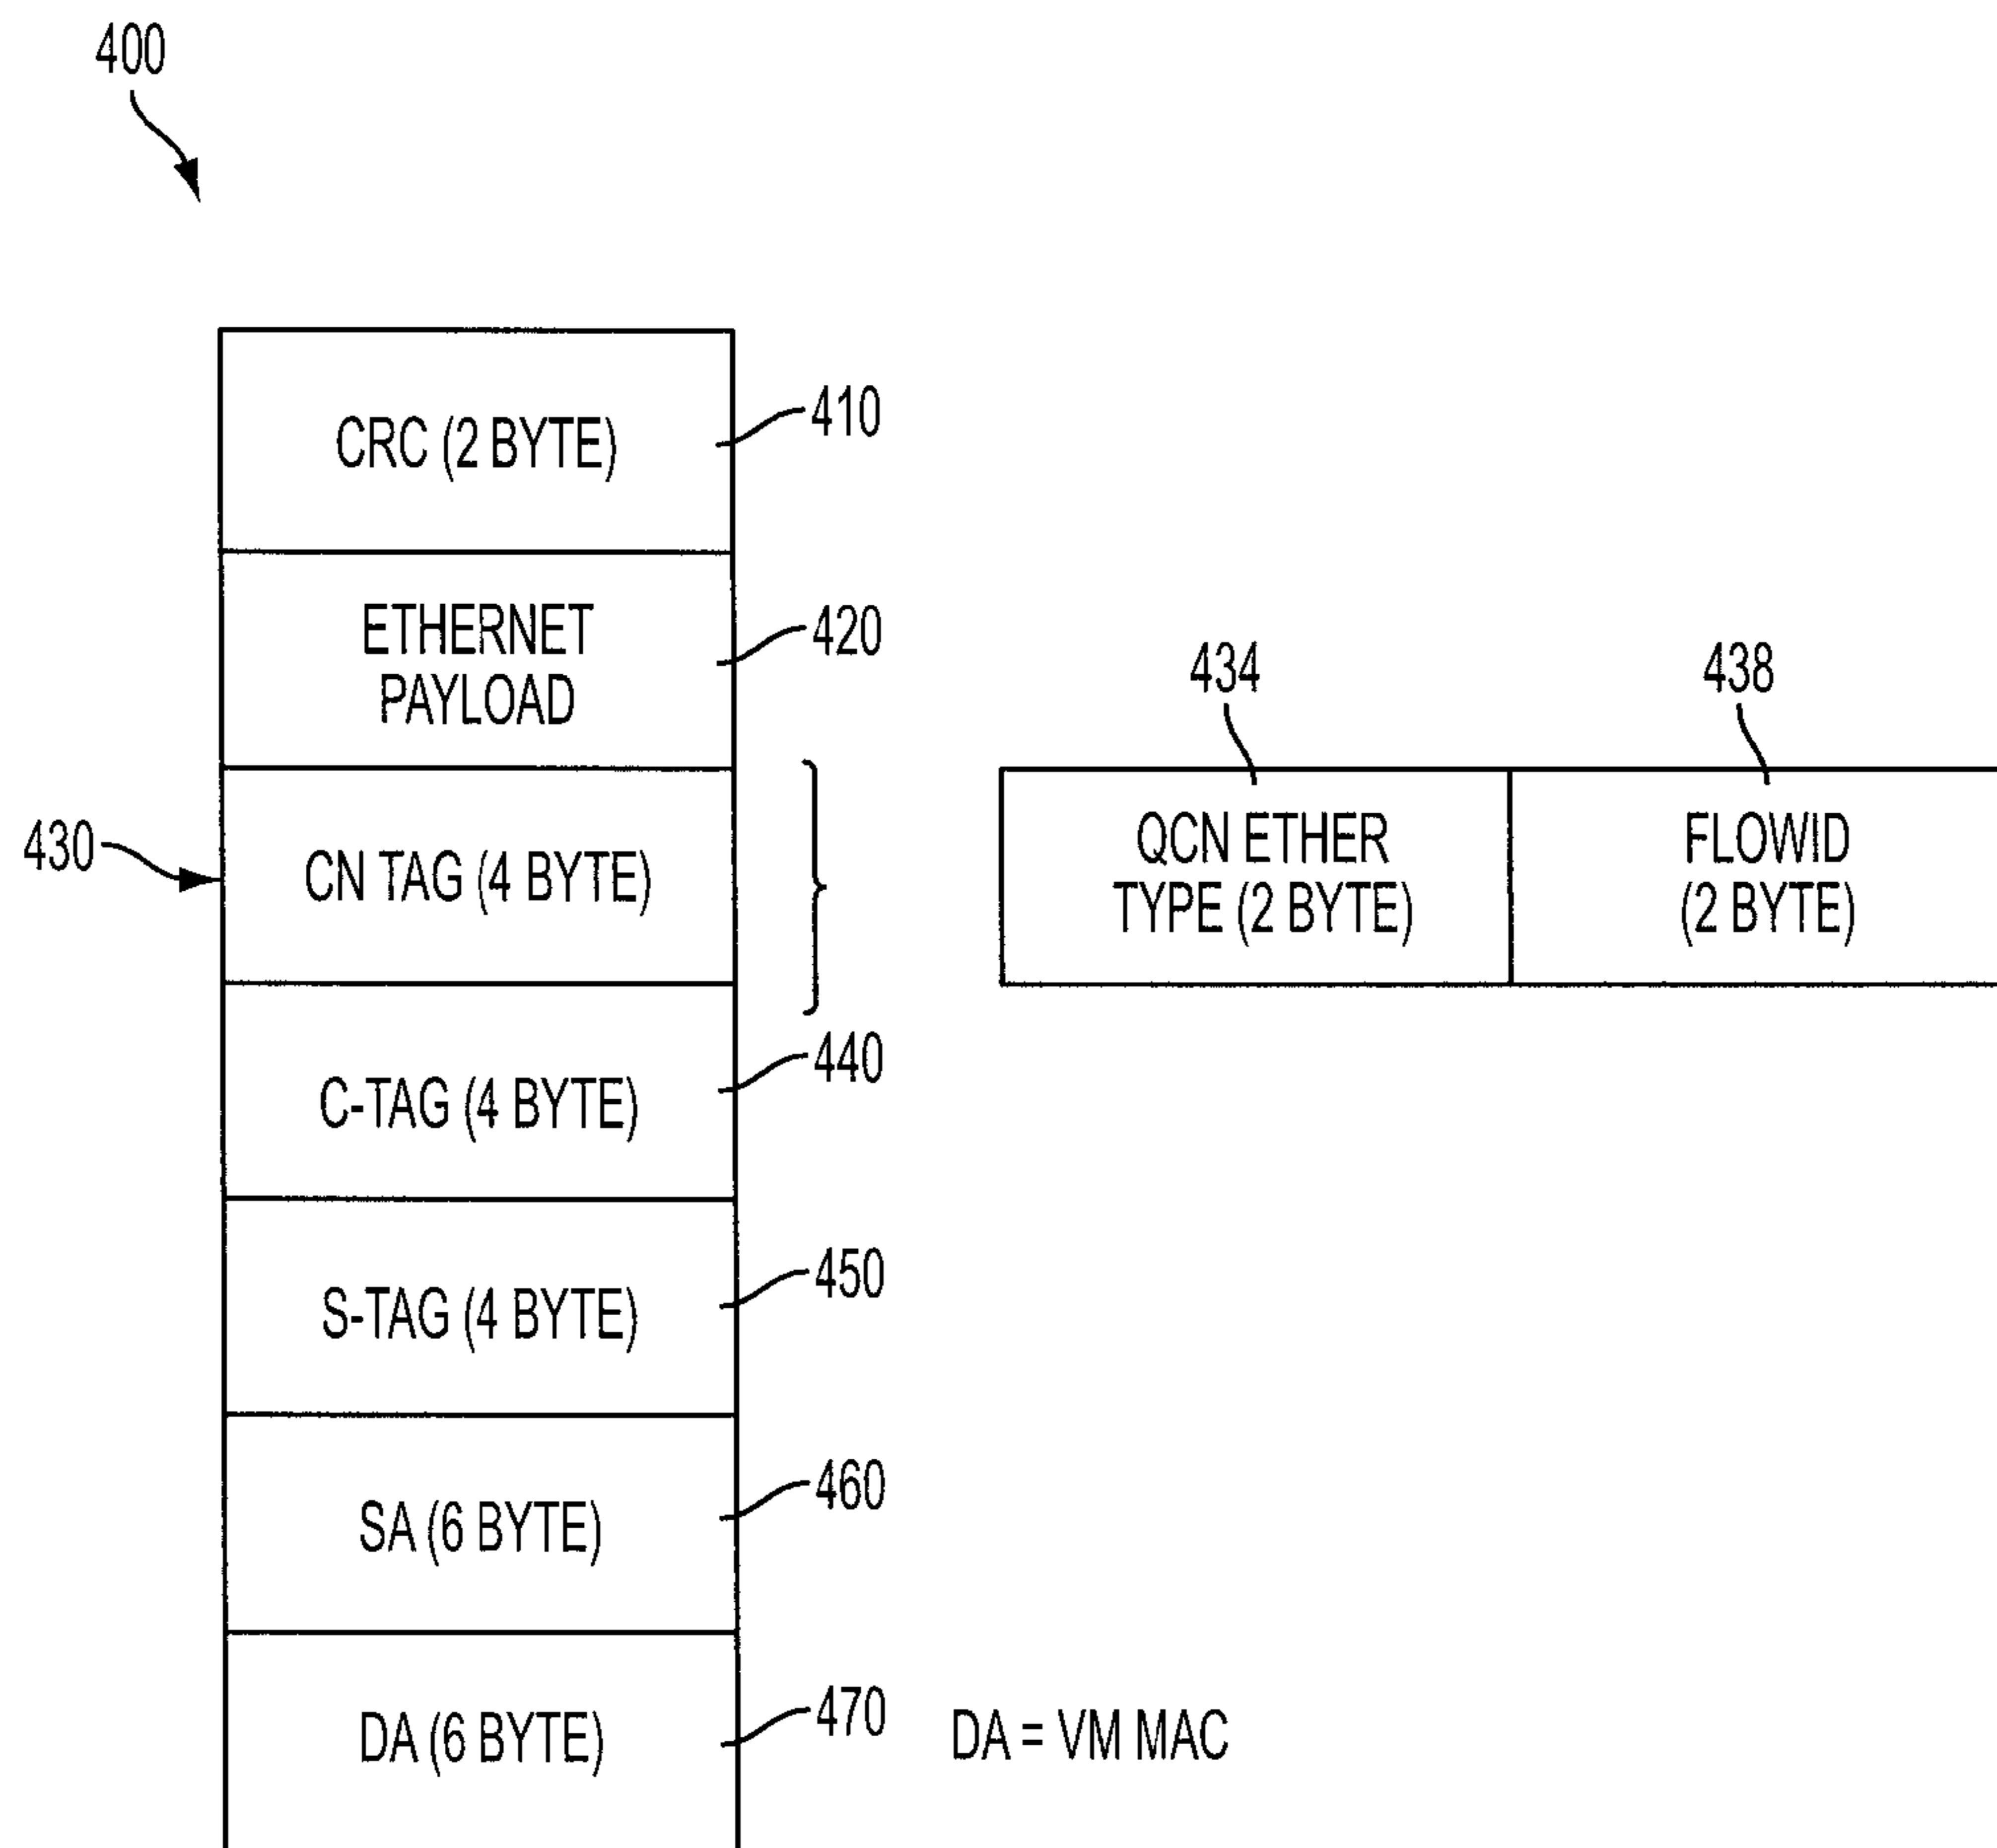 400
CRC (2 BYTE)
410
ETHERNET
PAYLOAD
420
434
438
430
CN TAG (4 BYTE)
QCN ETHER
TYPE (2 BYTE)
FLOWID
(2 BYTE)
440
C-TAG (4 BYTE)
450
S-TAG (4 BYTE)
460
SA (6 BYTE)
470
DA (6 BYTE)
DA = VM MAC